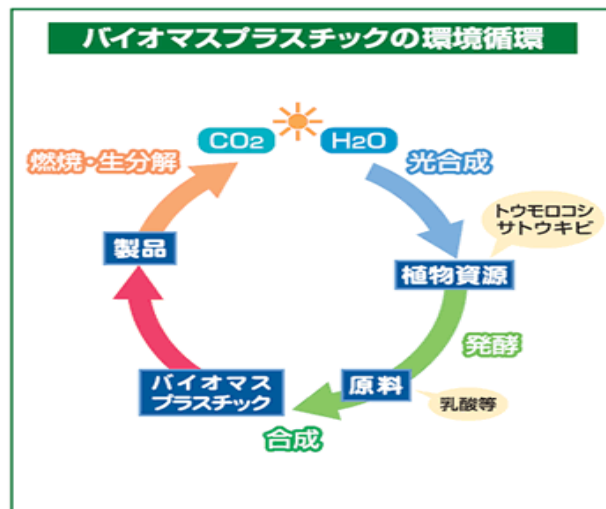 バイオマスプラスチックの環境循環
CO2
H2O
光合成
トウモロコシ
サトウキビ
植物資源
発酵
原料
乳酸等
合成
バイオマス
プラスチック
製品
燃焼・生分解